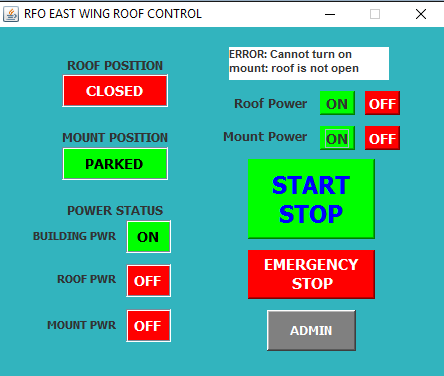 RFO EAST WING ROOF CONTROL
ROOF POSITION
CLOSED
MOUNT POSITION
PARKED
POWER STATUS
BUILDING PWR ON
ROOF PWR OFF
MOUNT PWR OFF
ERROR: Cannot turn on
mount: roof is not open
Roof Power ON OFF
Mount Power ON OFF
START
STOP
EMERGENCY
STOP
ADMIN